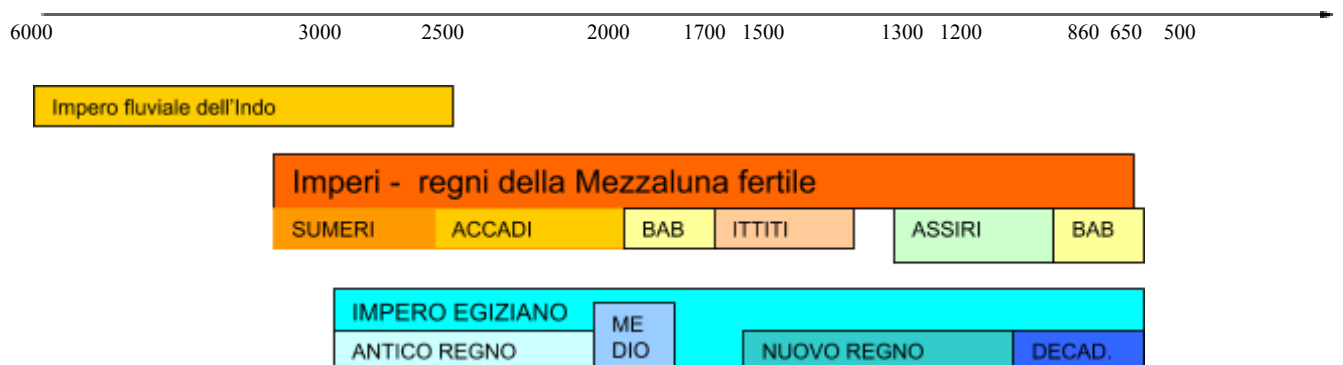 6000 3000 2500 2000 1700 1500 1300 1200 860 650 500
Impero fluviale dell'Indo
Imperi - regni della Mezzaluna fertile
SUMERI ACCADI BAB ITTITI ASSIRI BAB
IMPERO EGIZIANO
ME
DIO
ANTICO REGNO NUOVO REGNO DECAD.